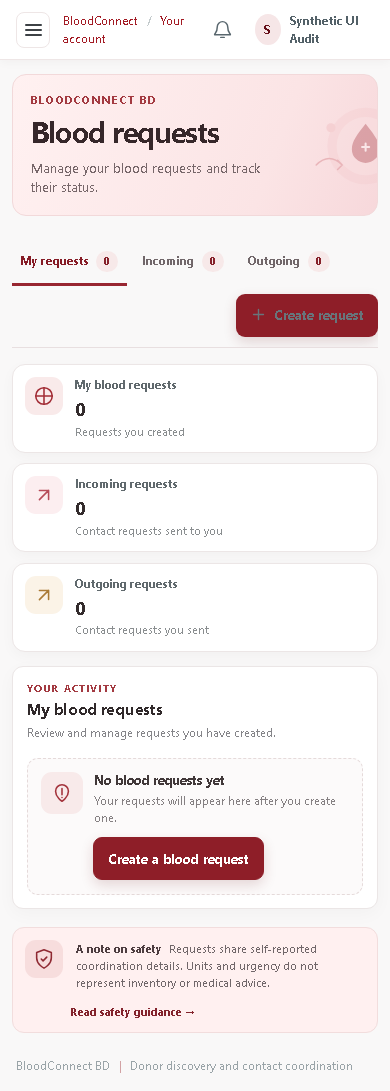 BloodConnect / Your
account
S
Synthetic UI
Audit
BLOODCONNECT BD
Blood requests
Manage your blood requests and track
their status.
My requests 0 Incoming 0 Outgoing 0
+ Create request
My blood requests
0
Requests you created
Incoming requests
0
Contact requests sent to you
Outgoing requests
0
Contact requests you sent
YOUR ACTIVITY
My blood requests
Review and manage requests you have created.
No blood requests yet
Your requests will appear here after you create
one.
Create a blood request
A note on safety Requests share self-reported
coordination details. Units and urgency do not
represent inventory or medical advice.
Read safety guidance →
BloodConnect BD | Donor discovery and contact coordination